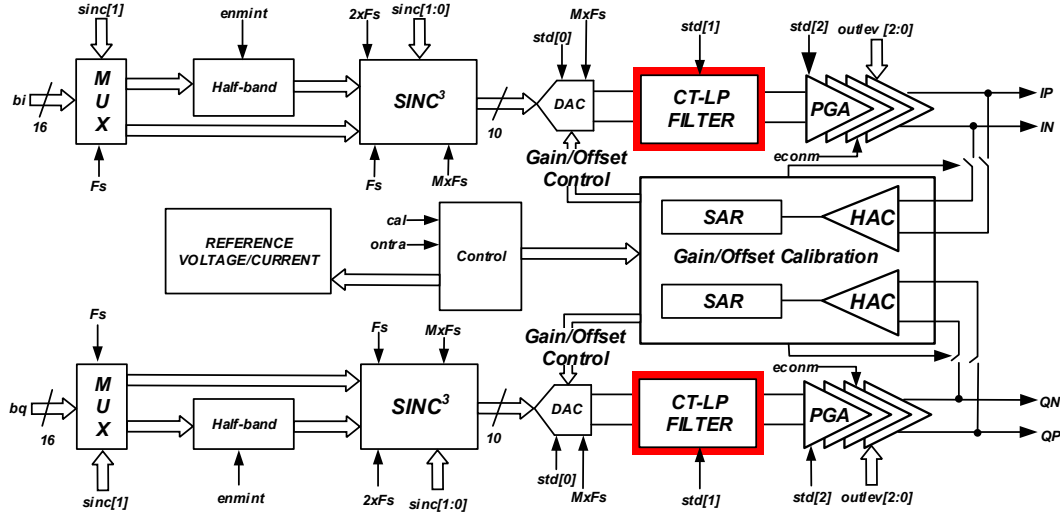 sinc[1]
enmint
2xFs
sinc[1:0]
MxFs
std[0]
std[1]
std[2]
outlev [2:0]
bi
16
MUX
Half-band
SINC3
10
DAC
CT-LP
FILTER
PGA
IP
IN
Fs
Fs
MxFs
Gain/Offset
Control
econm
cal
ontra
Control
REFERENCE
VOLTAGE/CURRENT
SAR
HAC
Gain/Offset Calibration
SAR
HAC
Fs
Fs
MxFs
Gain/Offset
Control
econm
bq
16
MUX
Half-band
SINC3
10
DAC
CT-LP
FILTER
PGA
QN
QP
sinc[1]
enmint
2xFs
sinc[1:0]
std[0]
MxFs
std[1]
std[2]
outlev[2:0]